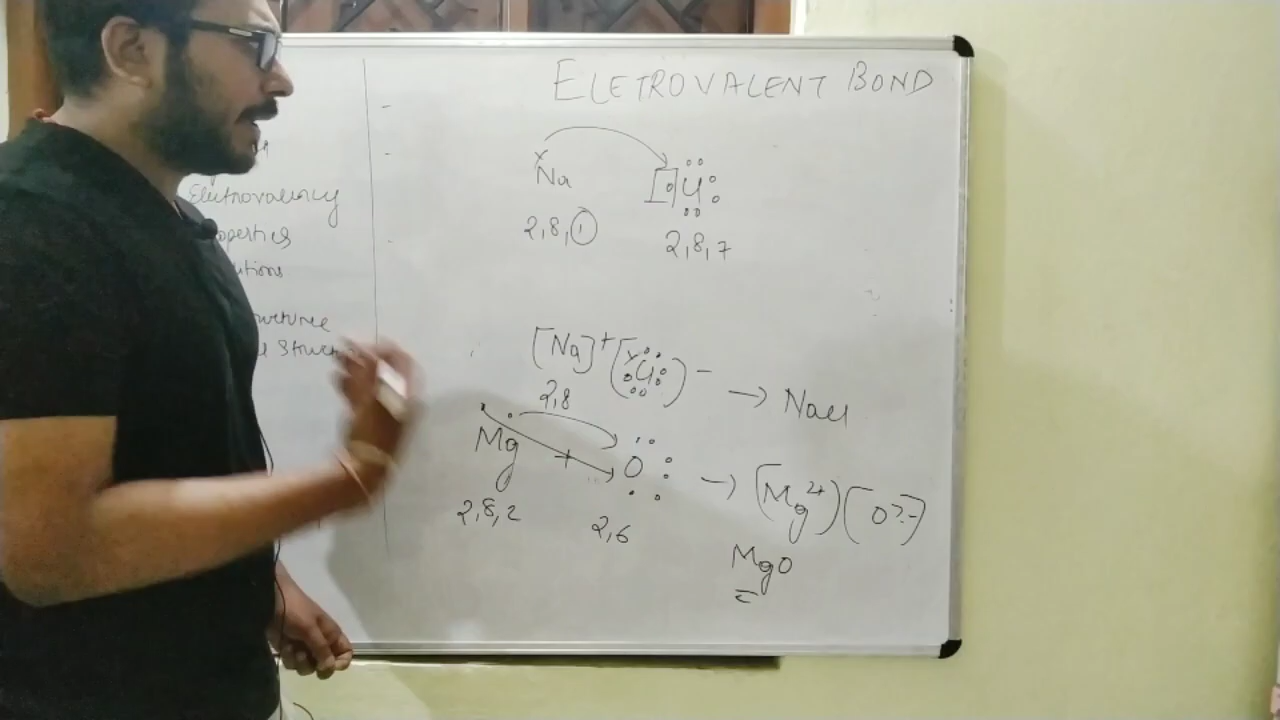 ELETROVALENT BOND
Na Cl
2,8,1 2,8,7
Eletrovalency
[Na]+ [Cl]-
2,8
→ NaCl
Mg + O → (Mg2+)(O2-)
2,8,2 2,6
MgO